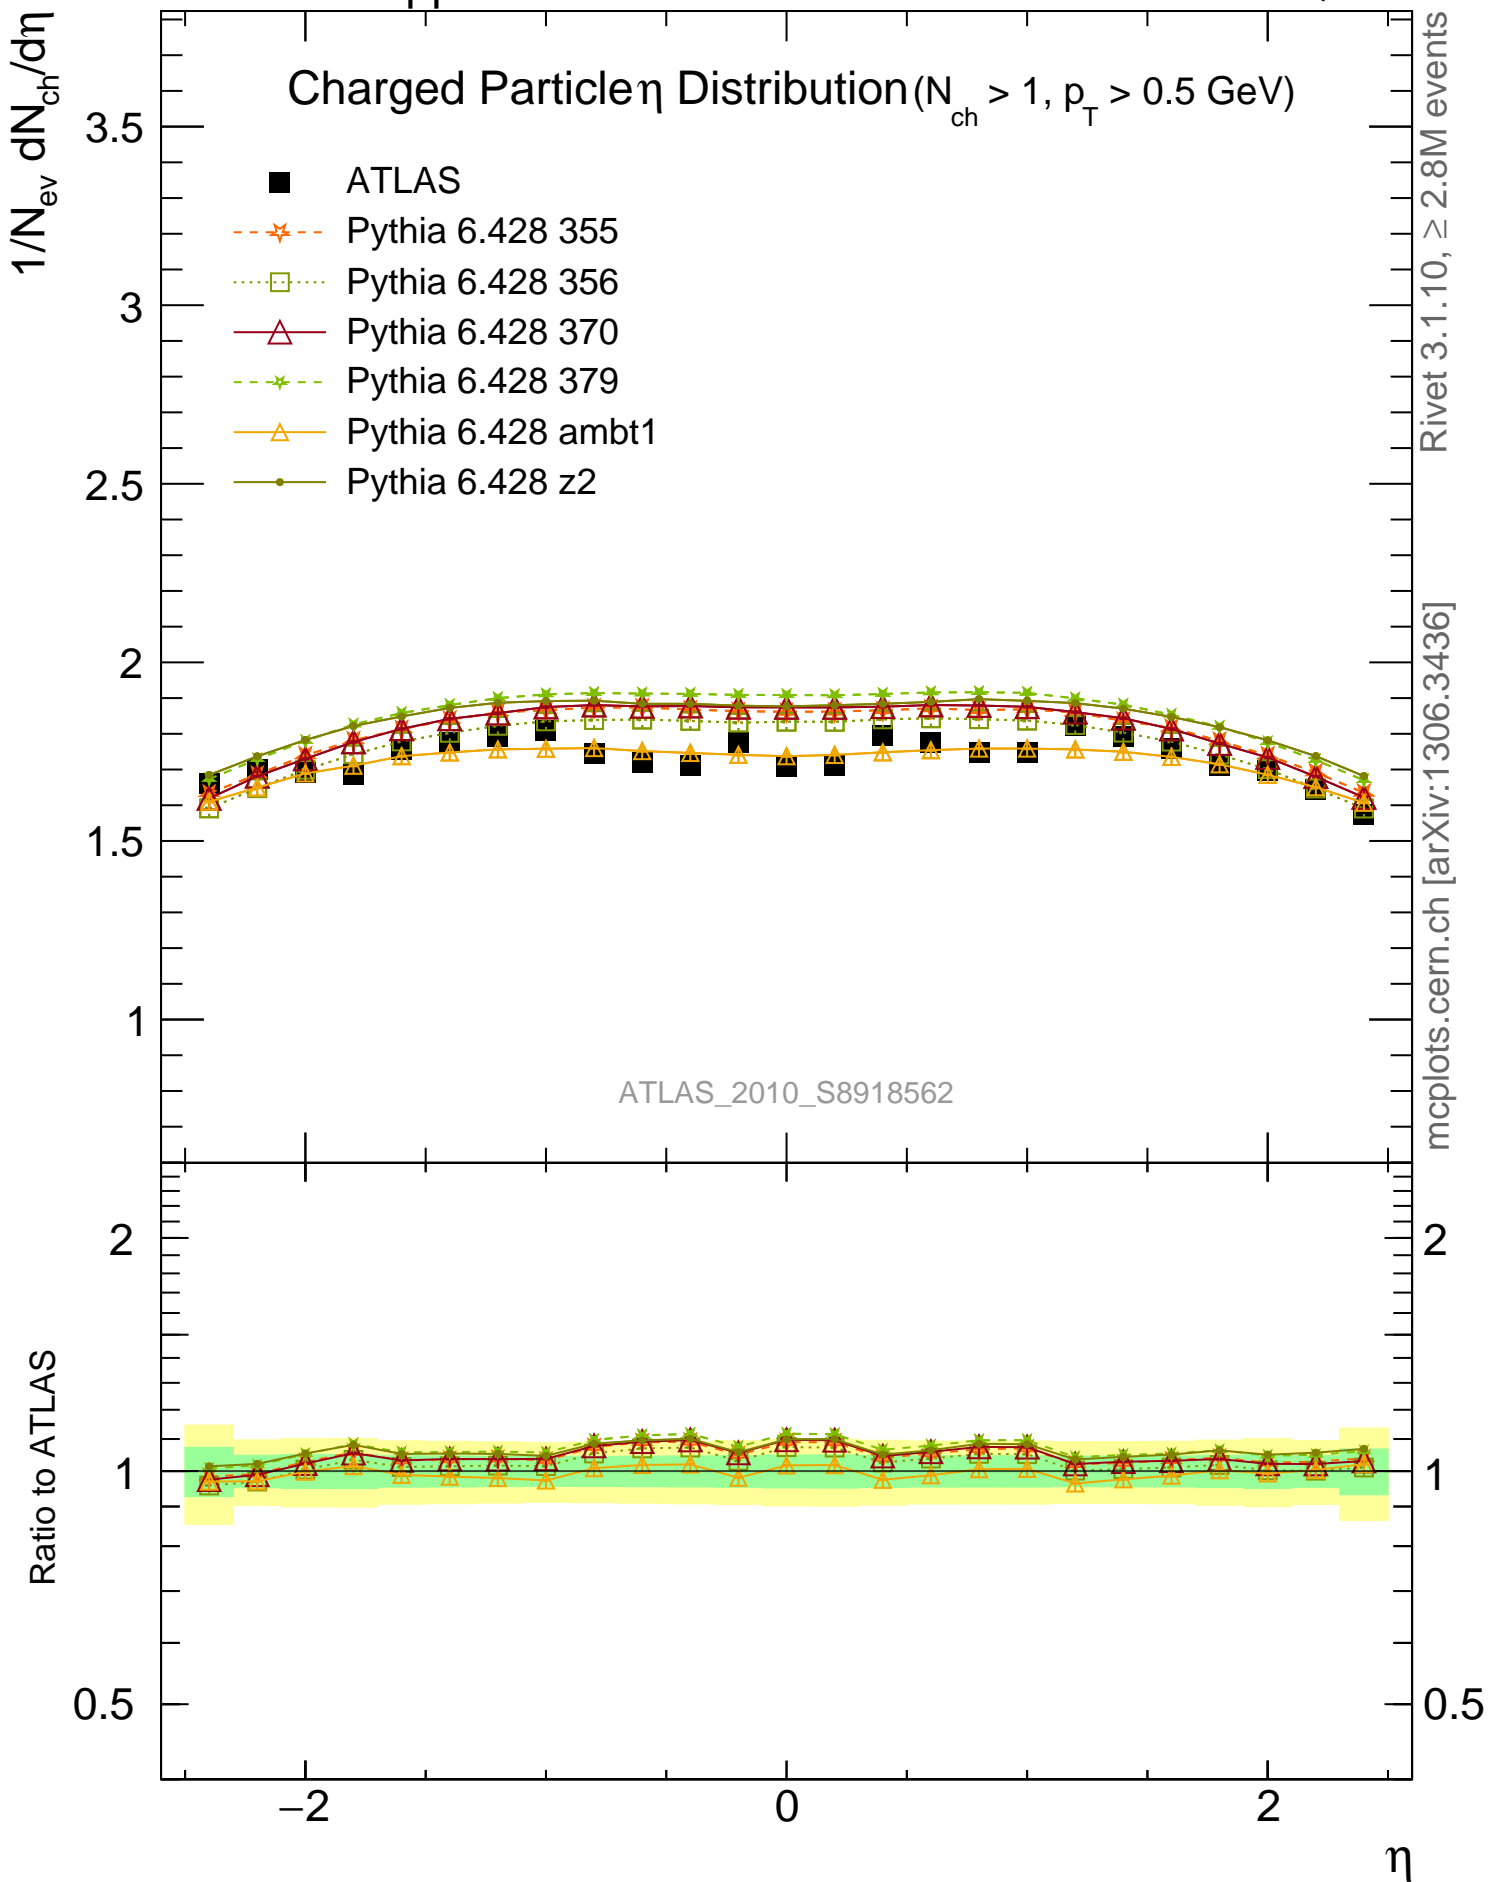 1/N_ev dN_ch/dη
Charged Particle η Distribution (N_ch > 1, p_T > 0.5 GeV)
ATLAS
Pythia 6.428 355
Pythia 6.428 356
Pythia 6.428 370
Pythia 6.428 379
Pythia 6.428 ambt1
Pythia 6.428 z2
3.5
3
2.5
2
1.5
1
ATLAS_2010_S8918562
Rivet 3.1.10, ≥ 2.8M events
mcplots.cern.ch [arXiv:1306.3436]
Ratio to ATLAS
2
1
0.5
2
1
0.5
−2
0
2
η